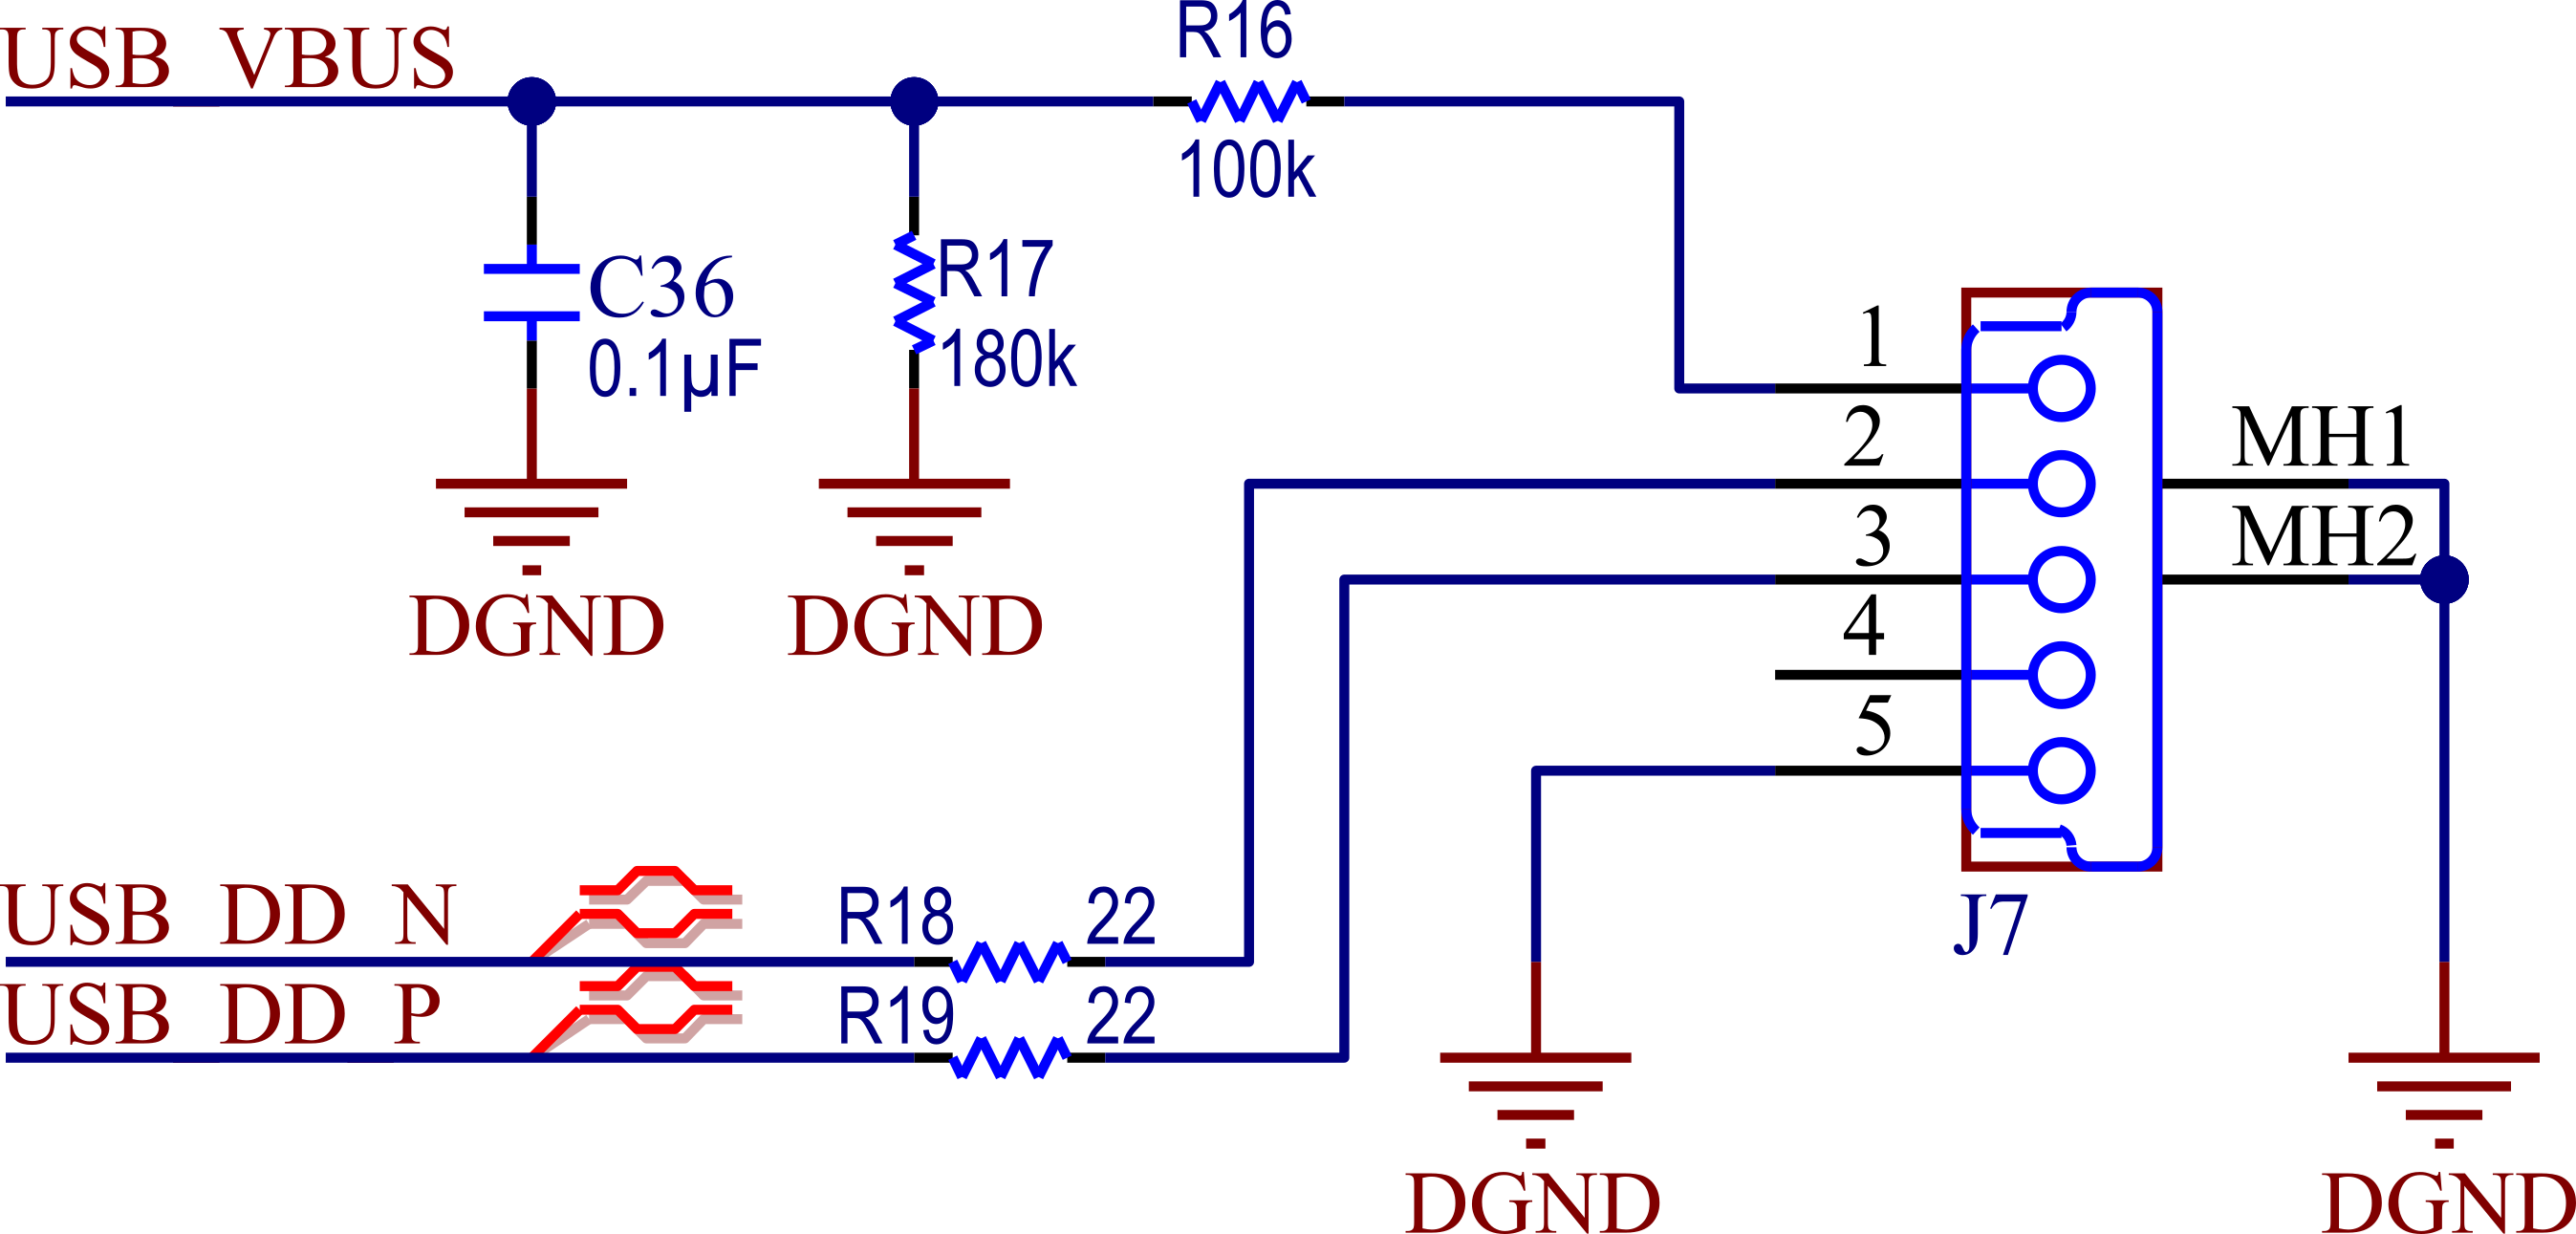 USB_VBUS
R16
100k
C36
0.1µF
R17
180k
DGND
DGND
1
2
3
4
5
MH1
MH2
J7
USB_DD_N
R18
22
USB_DD_P
R19
22
DGND
DGND